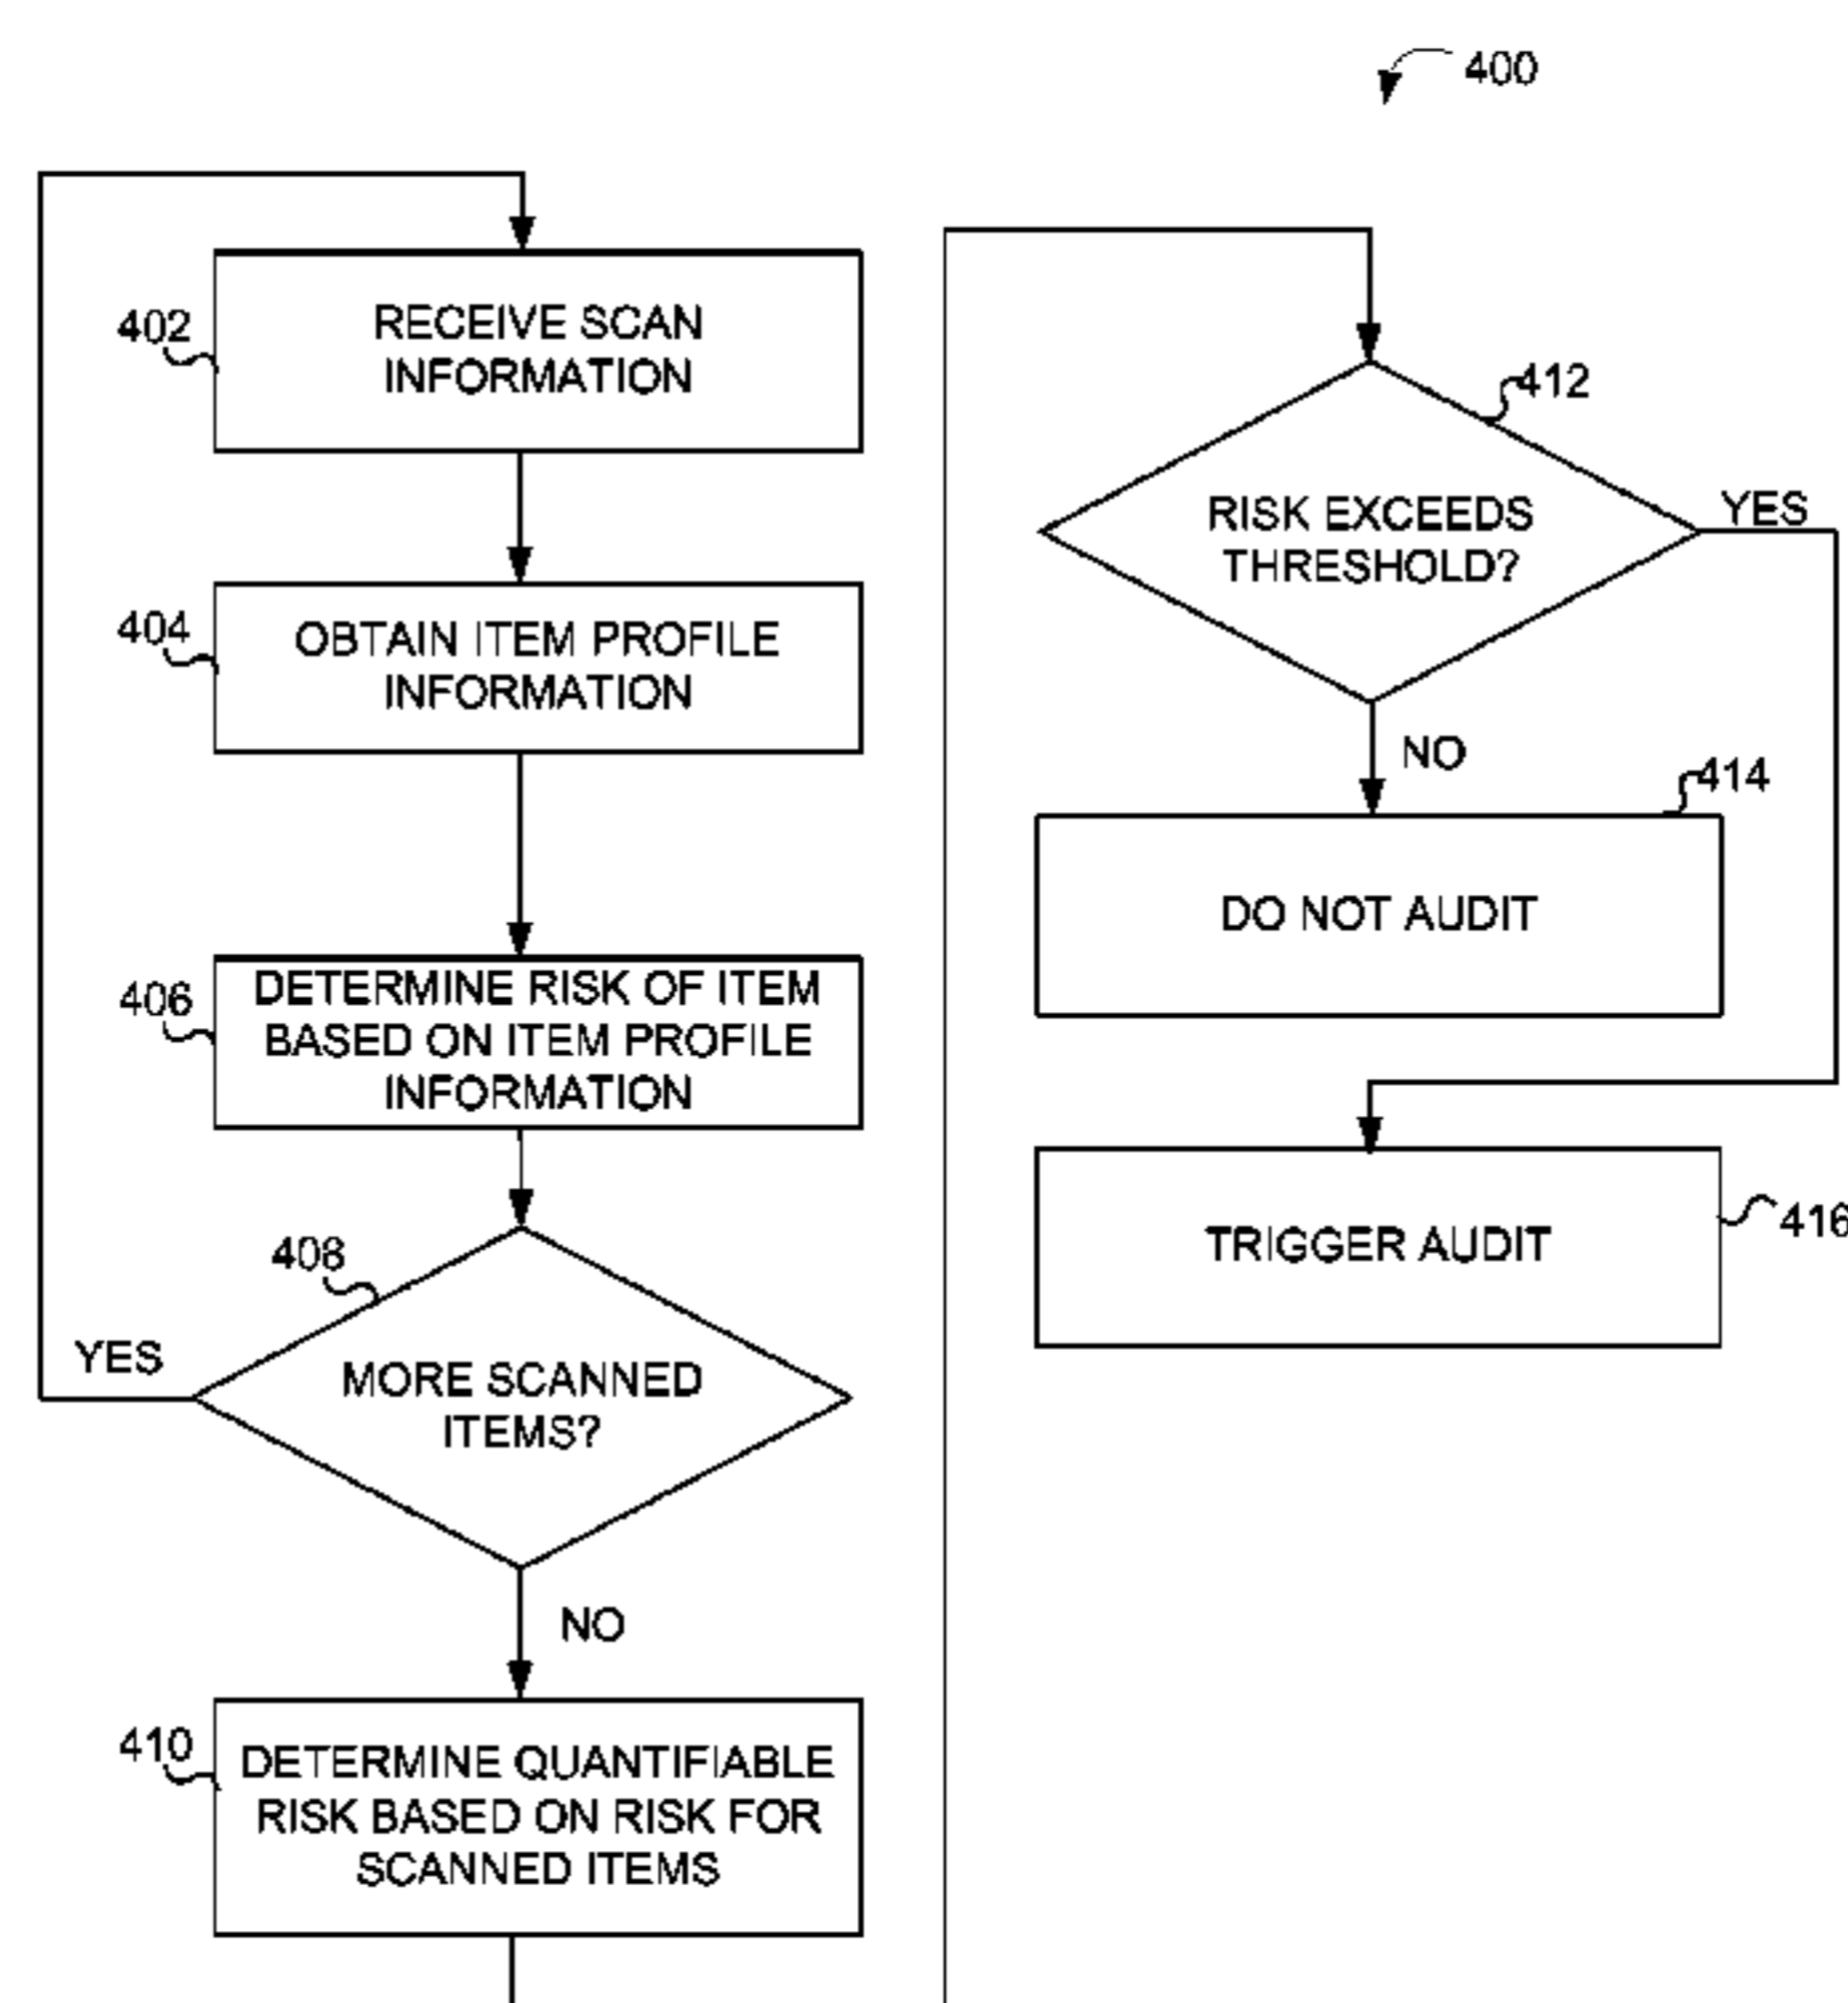 400
402
RECEIVE SCAN
INFORMATION
404
OBTAIN ITEM PROFILE
INFORMATION
406
DETERMINE RISK OF ITEM
BASED ON ITEM PROFILE
INFORMATION
408
YES
MORE SCANNED
ITEMS?
NO
410
DETERMINE QUANTIFIABLE
RISK BASED ON RISK FOR
SCANNED ITEMS
412
RISK EXCEEDS
THRESHOLD?
YES
NO
414
DO NOT AUDIT
TRIGGER AUDIT
416